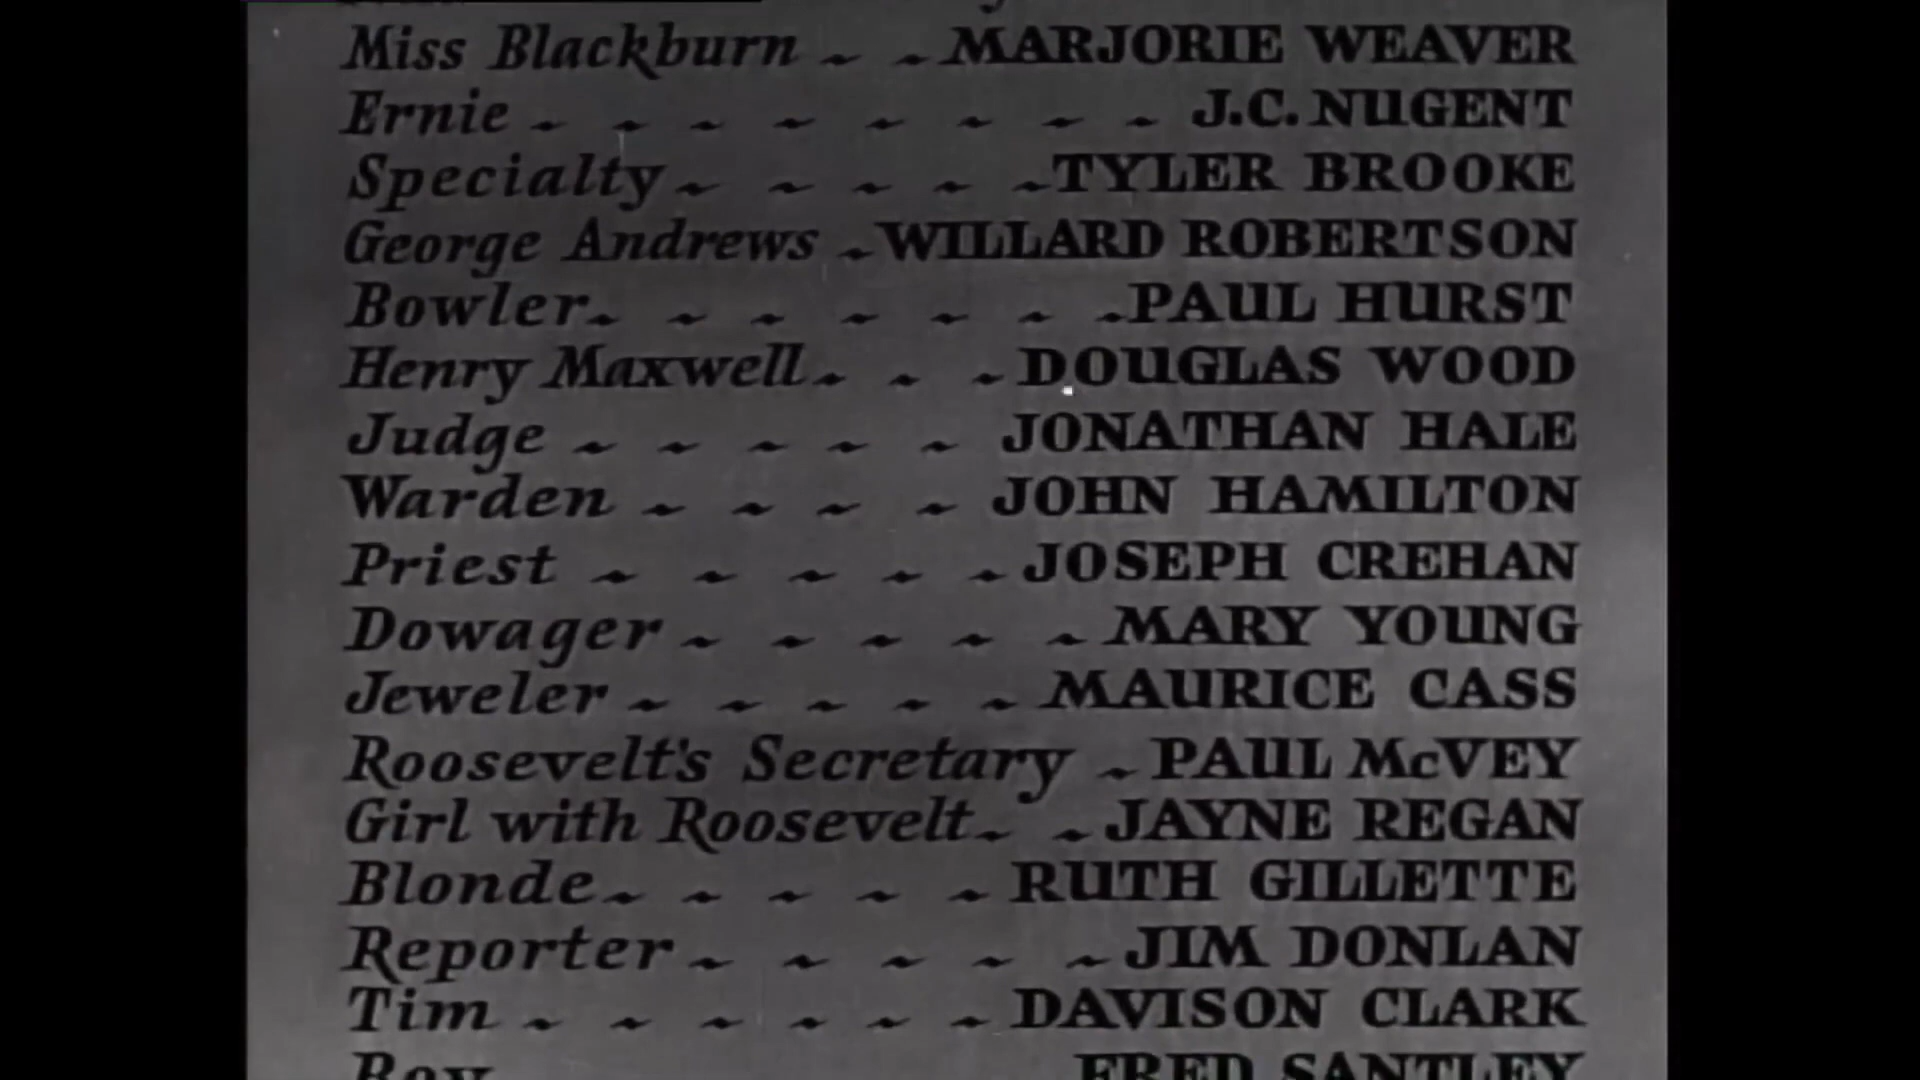 Miss Blackburn ~ ~ MARJORIE WEAVER
Ernie ~ ~ ~ ~ ~ ~ ~ ~ J.C. NUGENT
Specialty ~ ~ ~ ~ ~ TYLER BROOKE
George Andrews ~ WILLARD ROBERTSON
Bowler ~ ~ ~ ~ ~ ~ ~ PAUL HURST
Henry Maxwell ~ ~ ~ DOUGLAS WOOD
Judge ~ ~ ~ ~ ~ JONATHAN HALE
Warden ~ ~ ~ ~ JOHN HAMILTON
Priest ~ ~ ~ ~ ~ JOSEPH CREHAN
Dowager ~ ~ ~ ~ ~ MARY YOUNG
Jeweler ~ ~ ~ ~ ~ MAURICE CASS
Roosevelt's Secretary ~ PAUL McVEY
Girl with Roosevelt ~ ~ JAYNE REGAN
Blonde ~ ~ ~ ~ ~ RUTH GILLETTE
Reporter ~ ~ ~ ~ ~ JIM DONLAN
Tim ~ ~ ~ ~ ~ ~ DAVISON CLARK
FRED SANTLEY